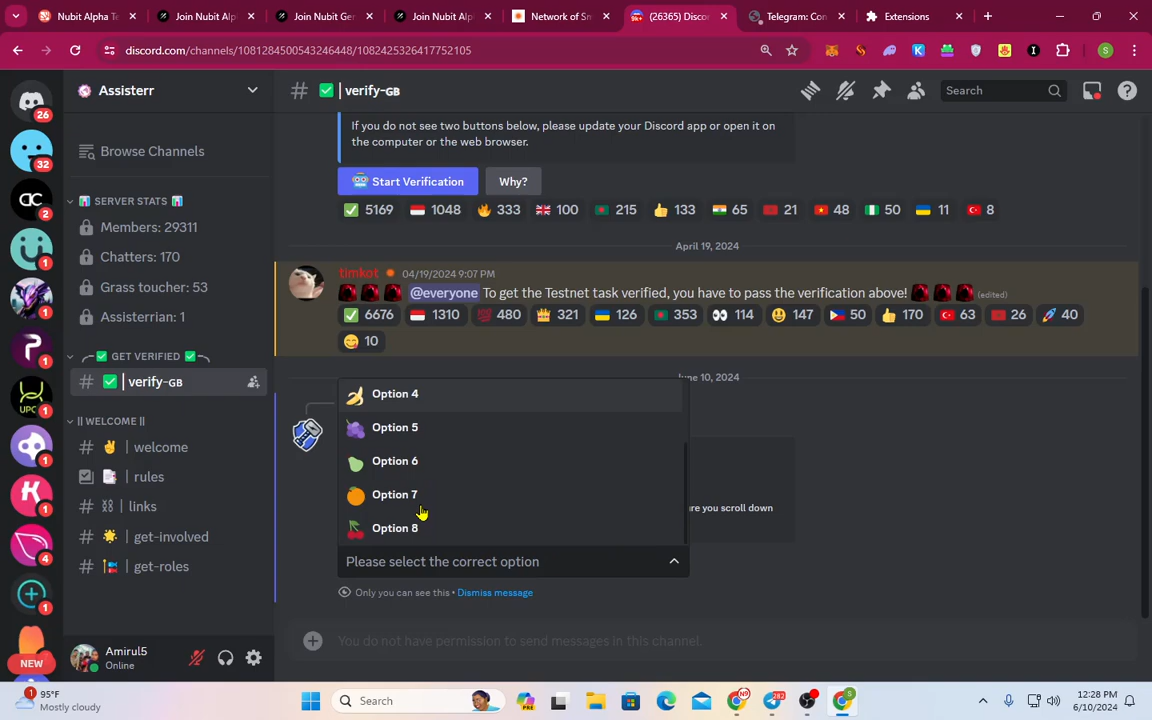 Nubit Alpha Te
Join Nubit Alp
Join Nubit Ger
Join Nubit Alp
Network of Sm
(26365) Disco
Telegram: Con
Extensions
discord.com/channels/1081284500543246448/1082425326417752105
S
26
32
2
1
1
1
UPC
1
1
1
4
1
NEW
Assisterr
Browse Channels
SERVER STATS
Members: 29311
Chatters: 170
Grass toucher: 53
Assisterrian: 1
GET VERIFIED
# | verify-GB
|| WELCOME ||
# | welcome
| rules
# | links
# | get-involved
# | get-roles
Amirul5
Online
# | verify-GB
Search
If you do not see two buttons below, please update your Discord app or open it on
the computer or the web browser.
Start Verification
Why?
5169 1048 333 100 215 133 65 21 48 50 11 8
April 19, 2024
timkot 04/19/2024 9:07 PM
@everyone To get the Testnet task verified, you have to pass the verification above! (edited)
6676 1310 480 321 126 353 114 147 50 170 63 26 40
10
June 10, 2024
Option 4
Option 5
Option 6
Option 7
re you scroll down
Option 8
Please select the correct option
Only you can see this • Dismiss message
You do not have permission to send messages in this channel.
1
95°F
Mostly cloudy
Search
PRE
282
S
12:28 PM
6/10/2024